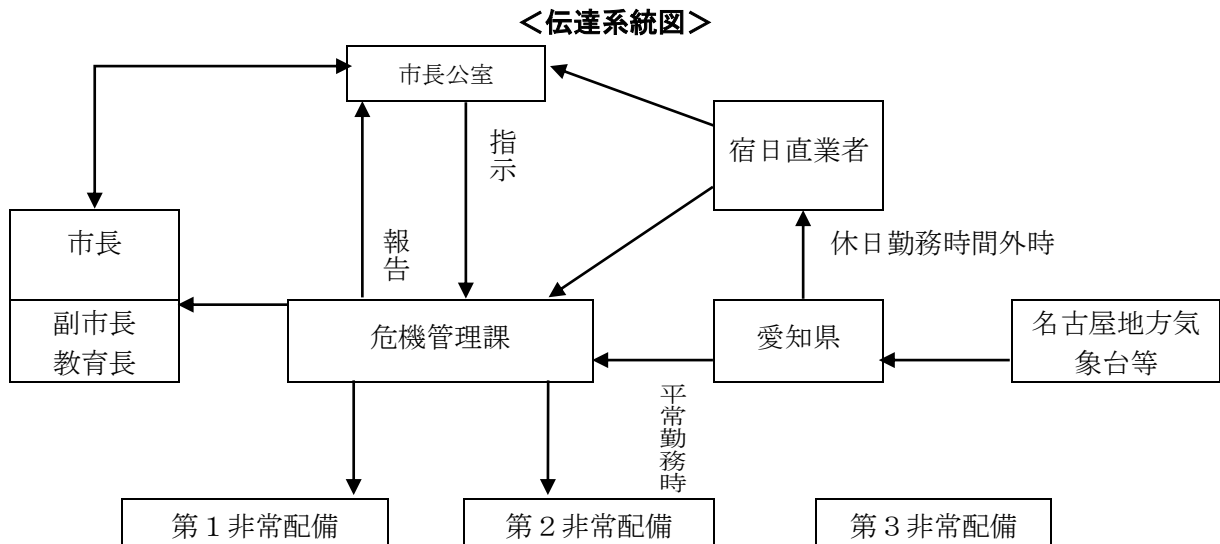 ＜伝達系統図＞
市長公室
指示
宿日直業者
報告
休日勤務時間外時
市長
副市長
教育長
危機管理課
愛知県
名古屋地方気
象台等
平常勤務時
第１非常配備
第２非常配備
第３非常配備